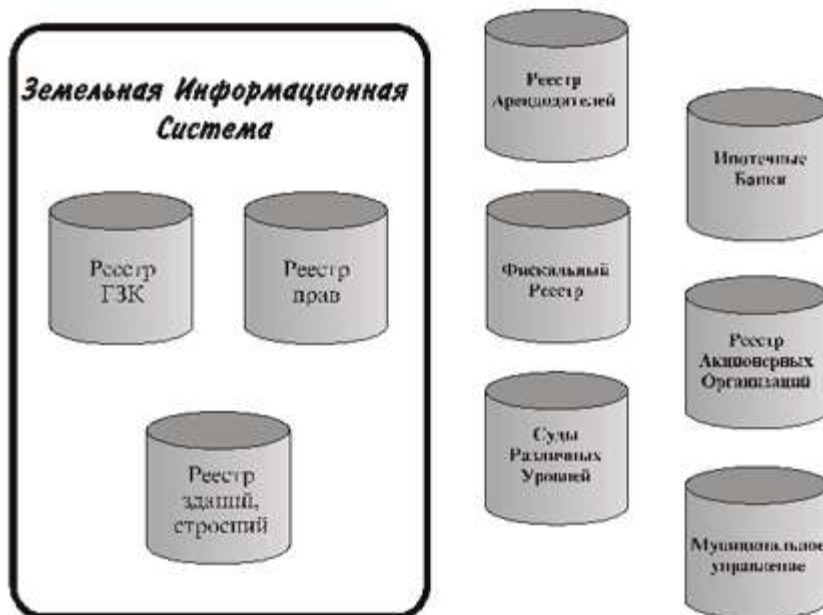 Земельная Информационная
Система
Реестр
ГЗК
Реестр
прав
Реестр
зданий,
строений
Реестр
Арендодателей
Фискальный
Реестр
Суды
Различных
Уровней
Ипотечные
Банки
Реестр
Акционерных
Организаций
Муниципальное
управление